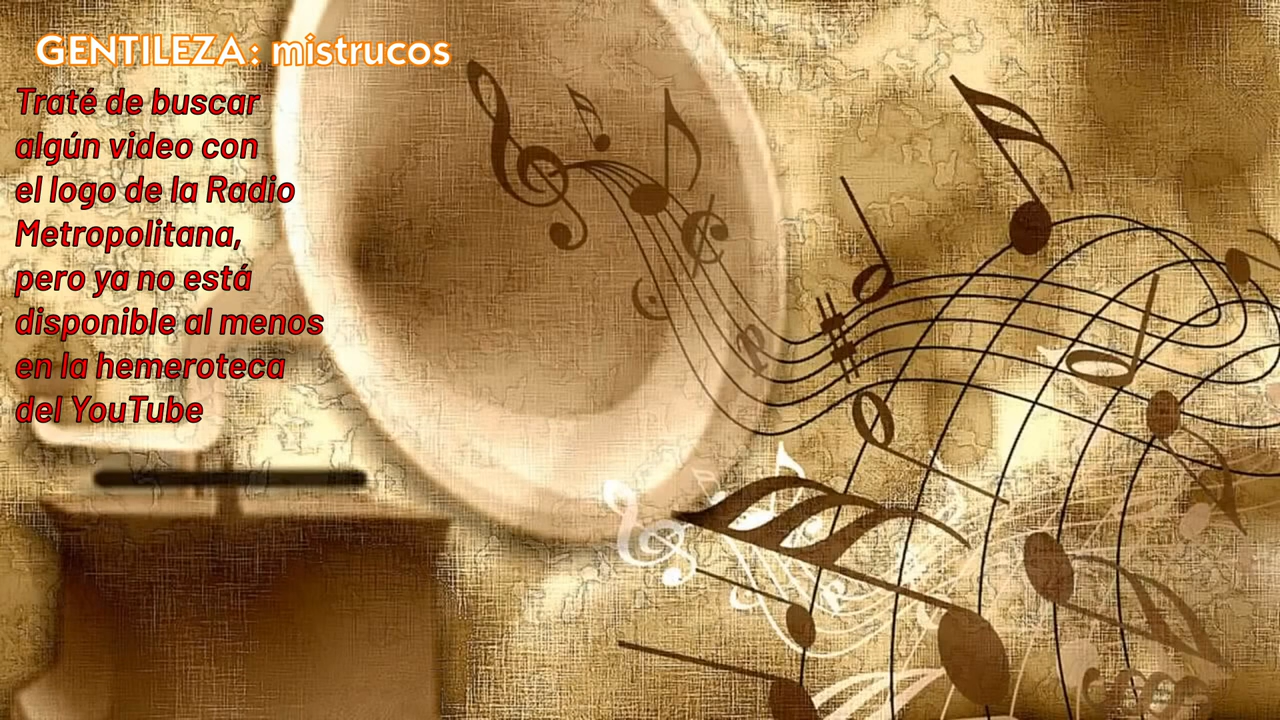 GENTILEZA: mistrucos
Traté de buscar
algún video con
el logo de la Radio
Metropolitana,
pero ya no está
disponible al menos
en la hemeroteca
del YouTube